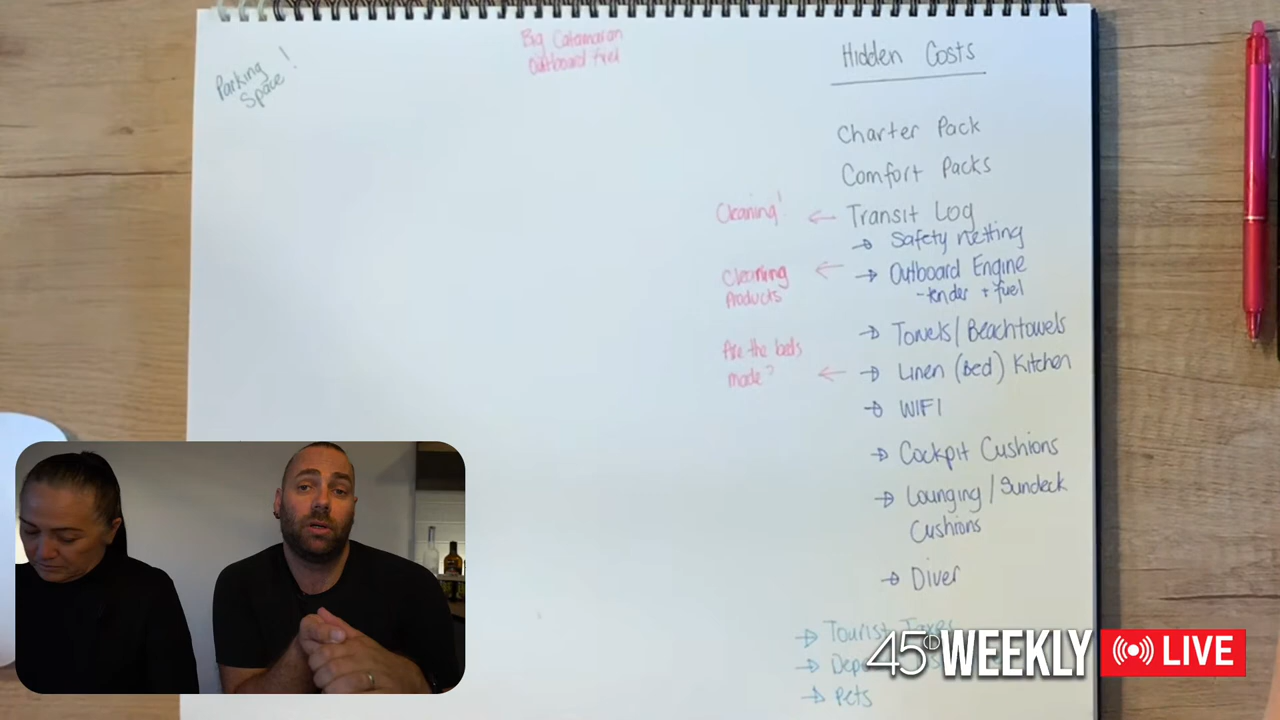 Parking
Space!
Big Catamaran
Outboard fuel
Hidden Costs
Charter Pack
Comfort Packs
Cleaning! ← Transit Log
→ Safety netting
Cleaning
Products
← → Outboard Engine
- tender + fuel
→ Towels/Beachtowels
Are the beds
made?
← → Linen (Bed) Kitchen
→ WIFI
→ Cockpit Cushions
→ Lounging/Sundeck
Cushions
→ Diver
→ Tourist Taxes
→ Pets
45° WEEKLY LIVE